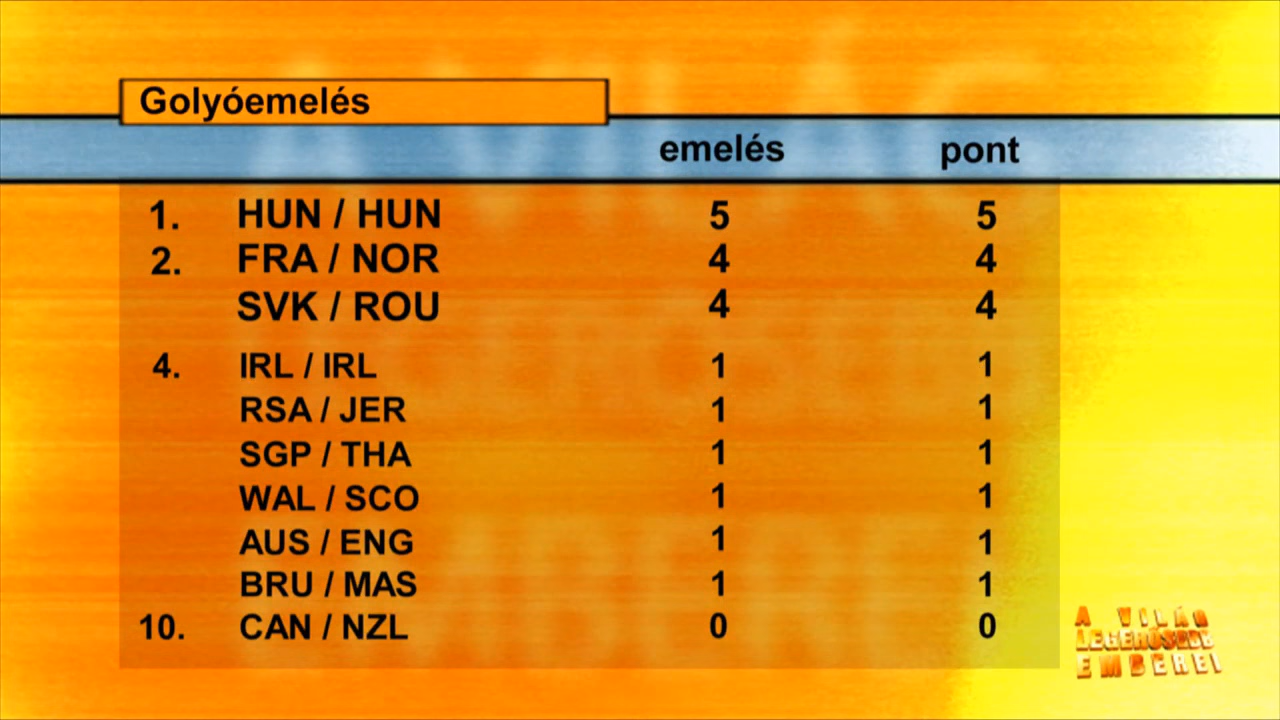 Golyóemelés
emelés pont
1. HUN / HUN 5 5
2. FRA / NOR 4 4
SVK / ROU 4 4
4. IRL / IRL 1 1
RSA / JER 1 1
SGP / THA 1 1
WAL / SCO 1 1
AUS / ENG 1 1
BRU / MAS 1 1
10. CAN / NZL 0 0
A VILÁG
LEGERŐSEBB
EMBEREI